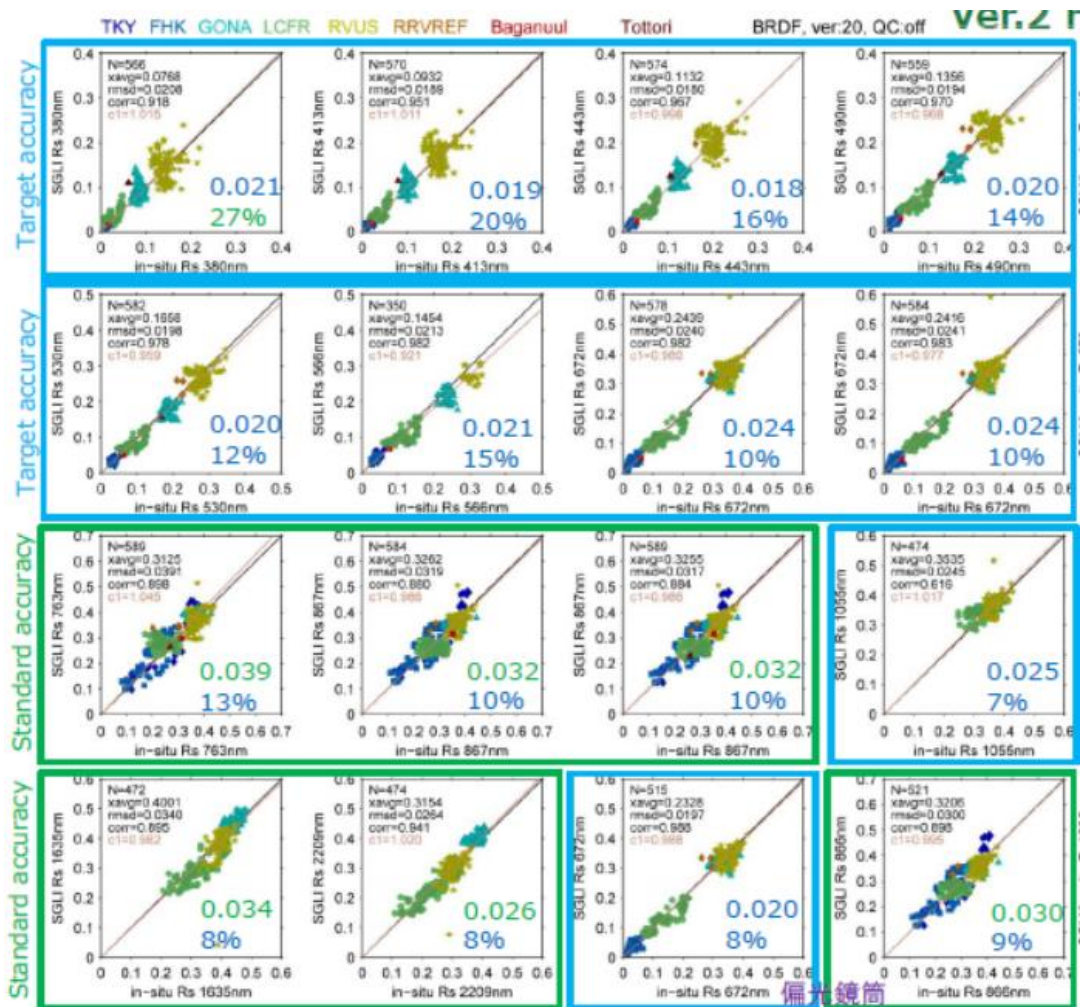 TKY FHK GONA LCFR RVUS RRVREF Baganuul Tottori BRDF, ver:20, QC:off
Target accuracy
N=566
xavg=0.0768
rmsd=0.0208
corr=0.918
c1=1.015
SGLI Rs 380nm
in-situ Rs 380nm
0.021
27%
N=570
xavg=0.0932
rmsd=0.0189
corr=0.951
c1=1.011
SGLI Rs 413nm
in-situ Rs 413nm
0.019
20%
N=574
xavg=0.1132
rmsd=0.0180
corr=0.967
SGLI Rs 443nm
in-situ Rs 443nm
0.018
16%
N=559
xavg=0.1356
rmsd=0.0194
corr=0.970
SGLI Rs 490nm
in-situ Rs 490nm
0.020
14%
Target accuracy
N=582
xavg=0.1658
rmsd=0.0198
corr=0.978
SGLI Rs 530nm
in-situ Rs 530nm
0.020
12%
N=350
xavg=0.1454
rmsd=0.0213
corr=0.982
c1=0.921
SGLI Rs 566nm
in-situ Rs 566nm
0.021
15%
N=578
xavg=0.2439
rmsd=0.0240
corr=0.982
SGLI Rs 672nm
in-situ Rs 672nm
0.024
10%
N=584
xavg=0.2416
rmsd=0.0241
corr=0.983
c1=0.977
SGLI Rs 672nm
in-situ Rs 672nm
0.024
10%
Standard accuracy
N=589
xavg=0.3125
rmsd=0.0391
corr=0.898
c1=1.045
SGLI Rs 763nm
in-situ Rs 763nm
0.039
13%
N=584
xavg=0.3262
rmsd=0.0319
corr=0.880
SGLI Rs 867nm
in-situ Rs 867nm
0.032
10%
N=589
xavg=0.3255
rmsd=0.0317
corr=0.884
SGLI Rs 867nm
in-situ Rs 867nm
0.032
10%
N=474
xavg=0.3535
rmsd=0.0245
corr=0.616
c1=1.017
SGLI Rs 1055nm
in-situ Rs 1055nm
0.025
7%
Standard accuracy
N=472
xavg=0.4001
rmsd=0.0340
corr=0.895
SGLI Rs 1635nm
in-situ Rs 1635nm
0.034
8%
N=474
xavg=0.3154
rmsd=0.0264
corr=0.941
c1=1.020
SGLI Rs 2209nm
in-situ Rs 2209nm
0.026
8%
N=515
xavg=0.2328
rmsd=0.0197
SGLI Rs 672nm
in-situ Rs 672nm
0.020
8%
N=521
xavg=0.3206
rmsd=0.0300
corr=0.898
SGLI Rs 866nm
in-situ Rs 866nm
0.030
9%
偏光鏡筒